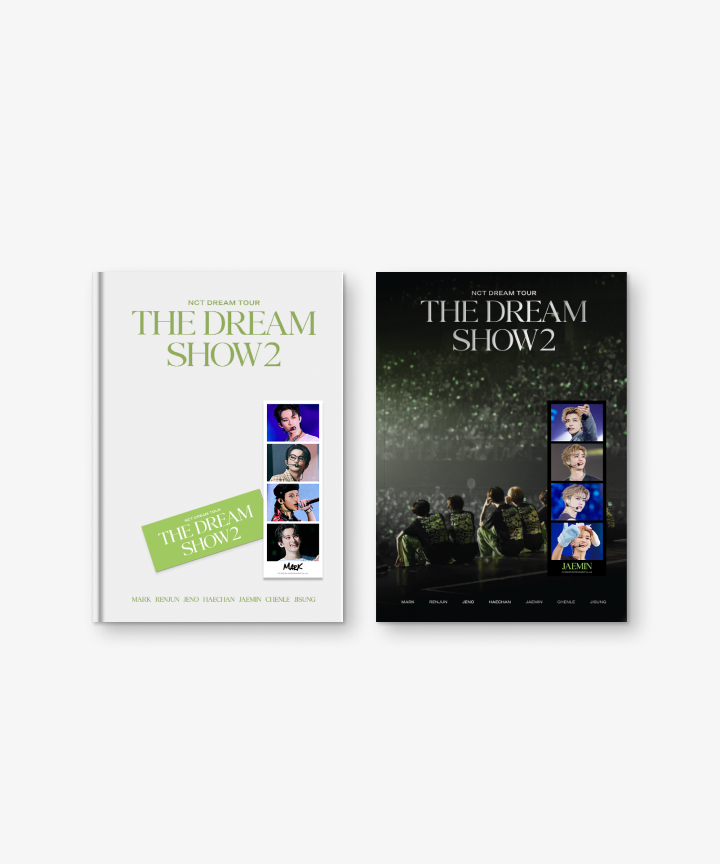 NCT DREAM TOUR
THE DREAM
SHOW2
NCT DREAM TOUR
THE DREAM
SHOW2
MARK
MARK RENJUN JENO HAECHAN JAEMIN CHENLE JISUNG
NCT DREAM TOUR
THE DREAM
SHOW2
JAEMIN
MARK RENJUN JENO HAECHAN JAEMIN CHENLE JISUNG